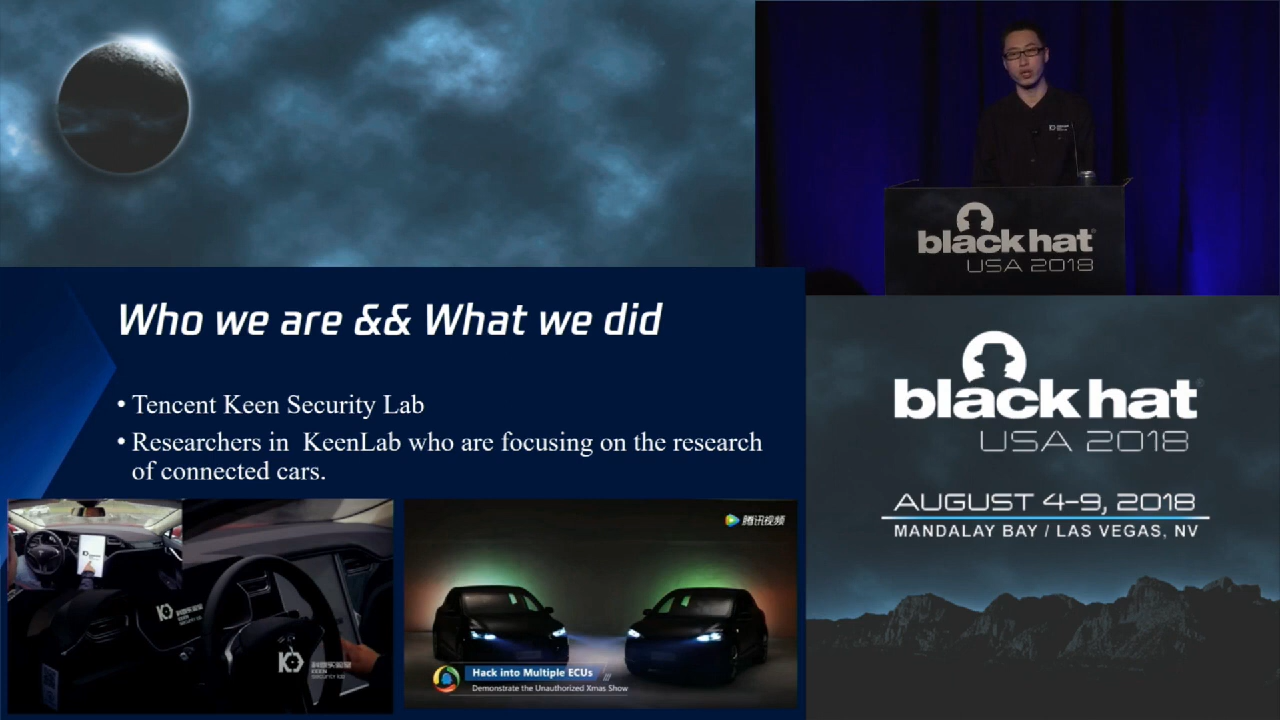 black hat
USA 2018
Who we are && What we did
• Tencent Keen Security Lab
• Researchers in KeenLab who are focusing on the research
of connected cars.
腾讯视频
Hack into Multiple ECUs
Demonstrate the Unauthorized Xmas Show
black hat
USA 2018
AUGUST 4-9, 2018
MANDALAY BAY / LAS VEGAS, NV